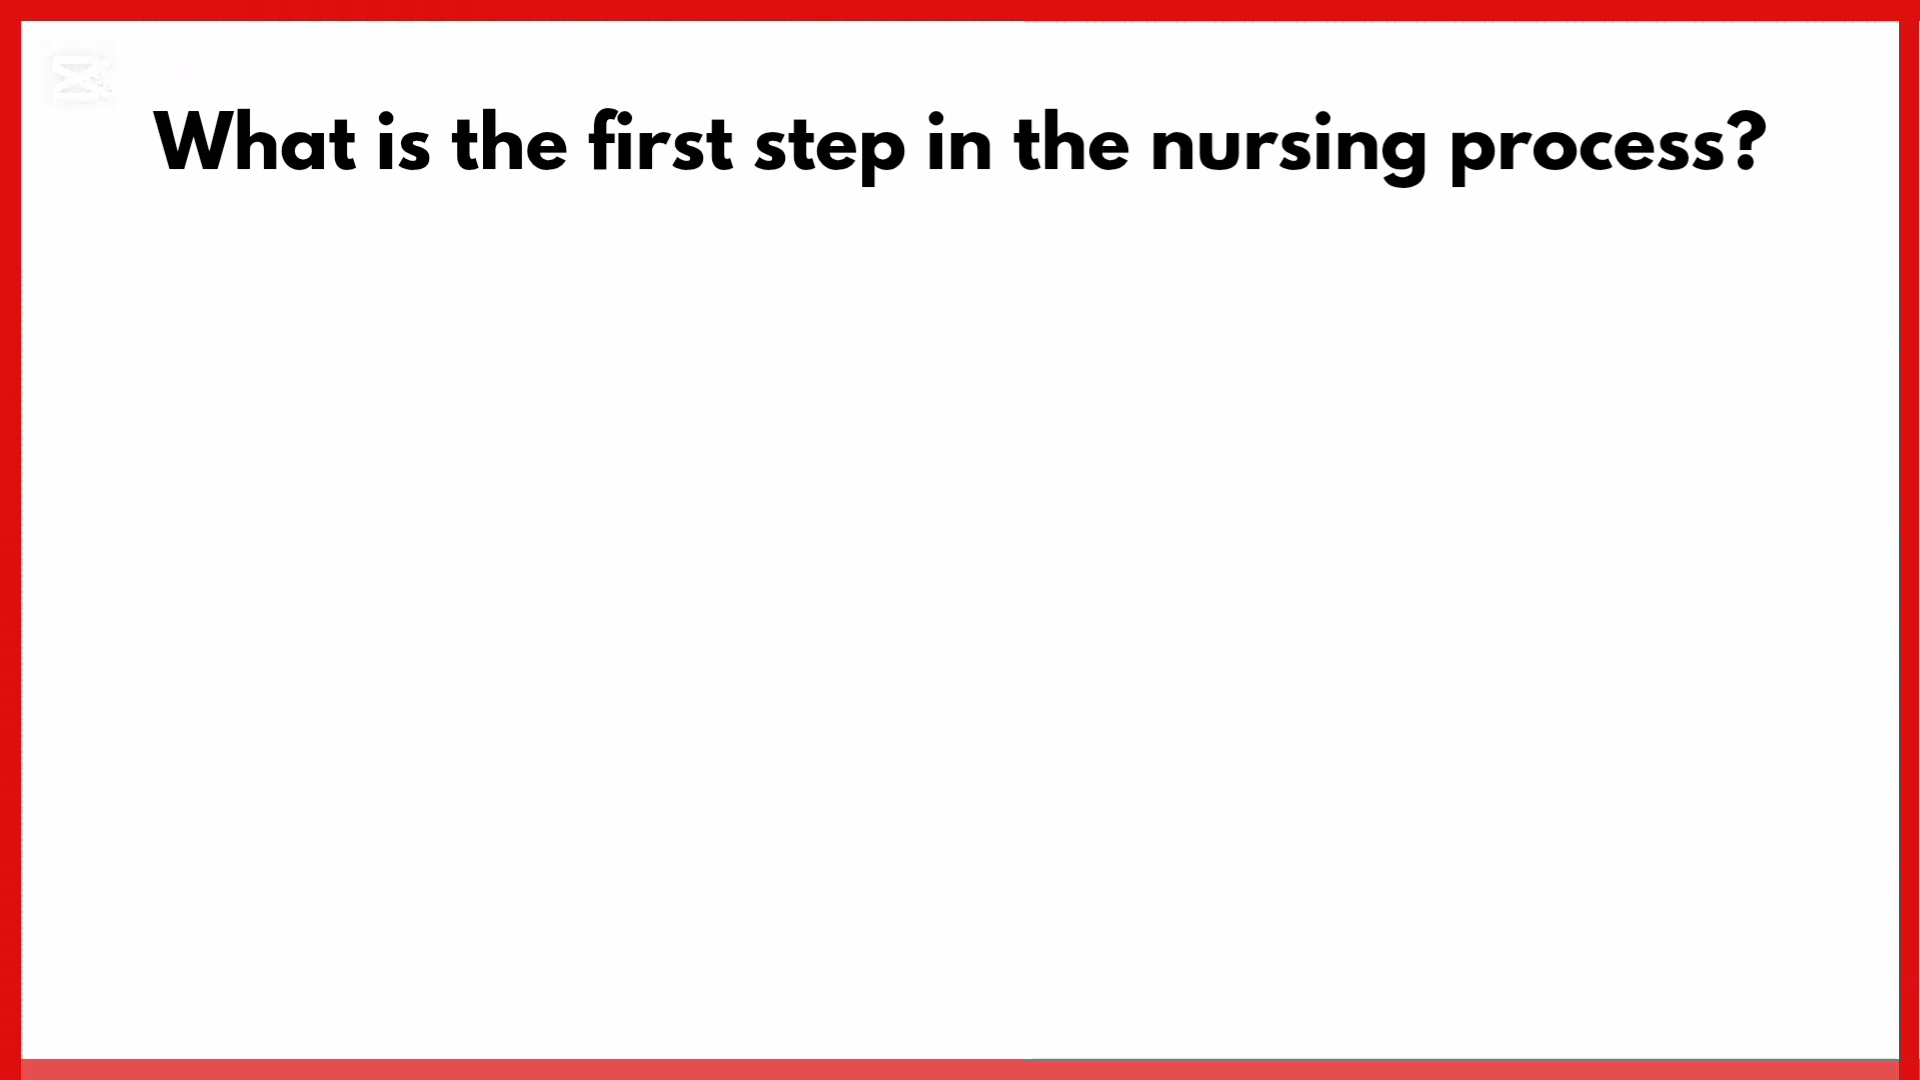 What is the first step in the nursing process?